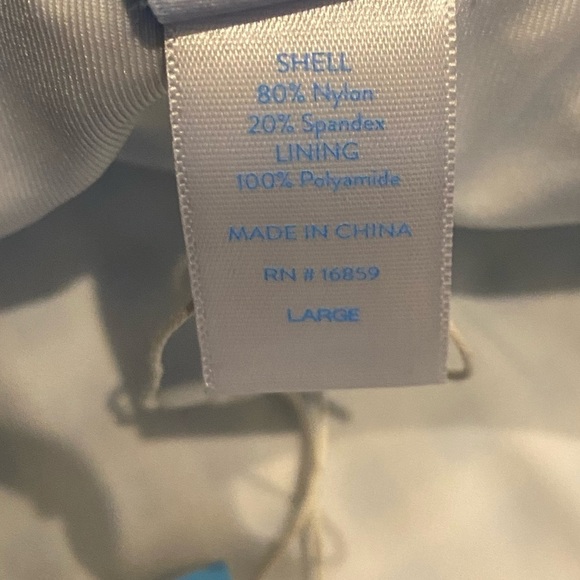 SHELL
80% Nylon
20% Spandex
LINING
100% Polyamide
MADE IN CHINA
RN # 16859
LARGE